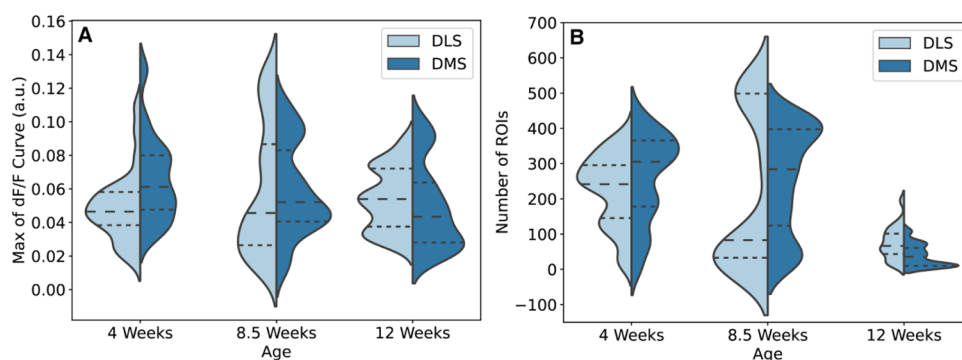 A
DLS
DMS
Max of dF/F Curve (a.u.)
0.16
0.14
0.12
0.10
0.08
0.06
0.04
0.02
0.00
4 Weeks 8.5 Weeks 12 Weeks
Age
B
DLS
DMS
Number of ROIs
700
600
500
400
300
200
100
0
−100
4 Weeks 8.5 Weeks 12 Weeks
Age